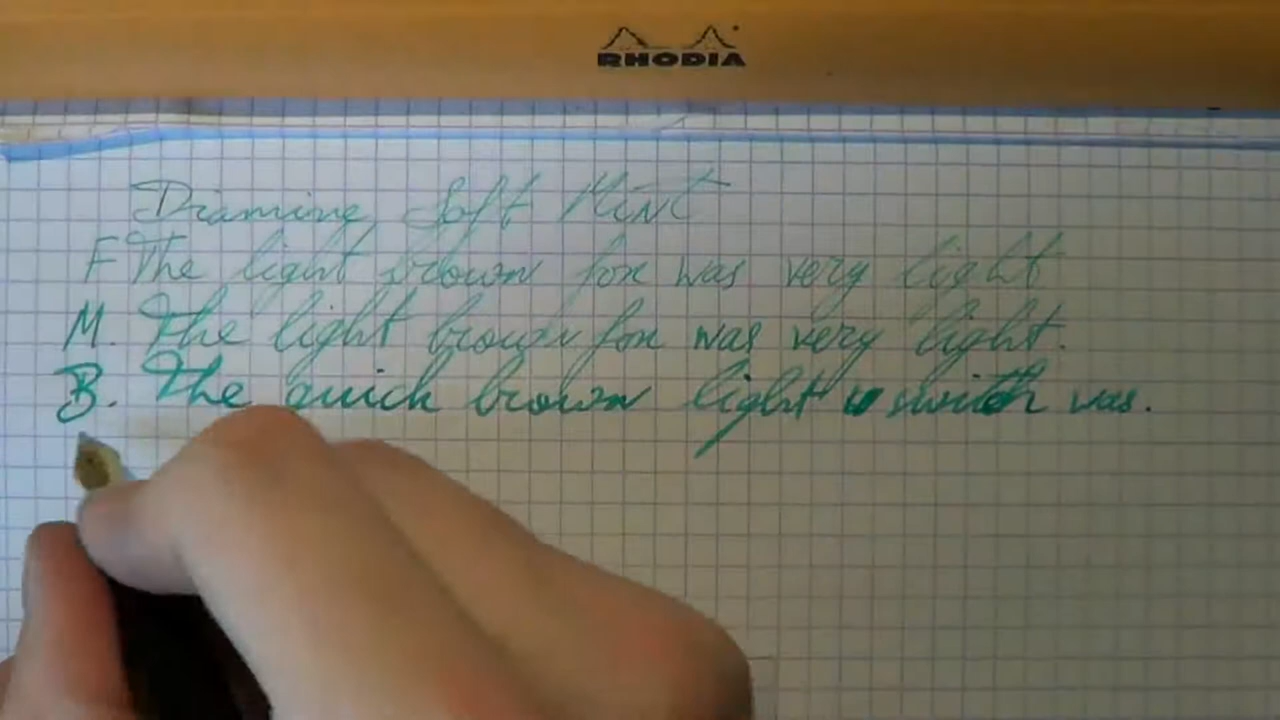 RHODIA
Diamine Soft Mint
F The light brown fox was very light
M. The light brown fox was very light.
B. The quick brown light was.